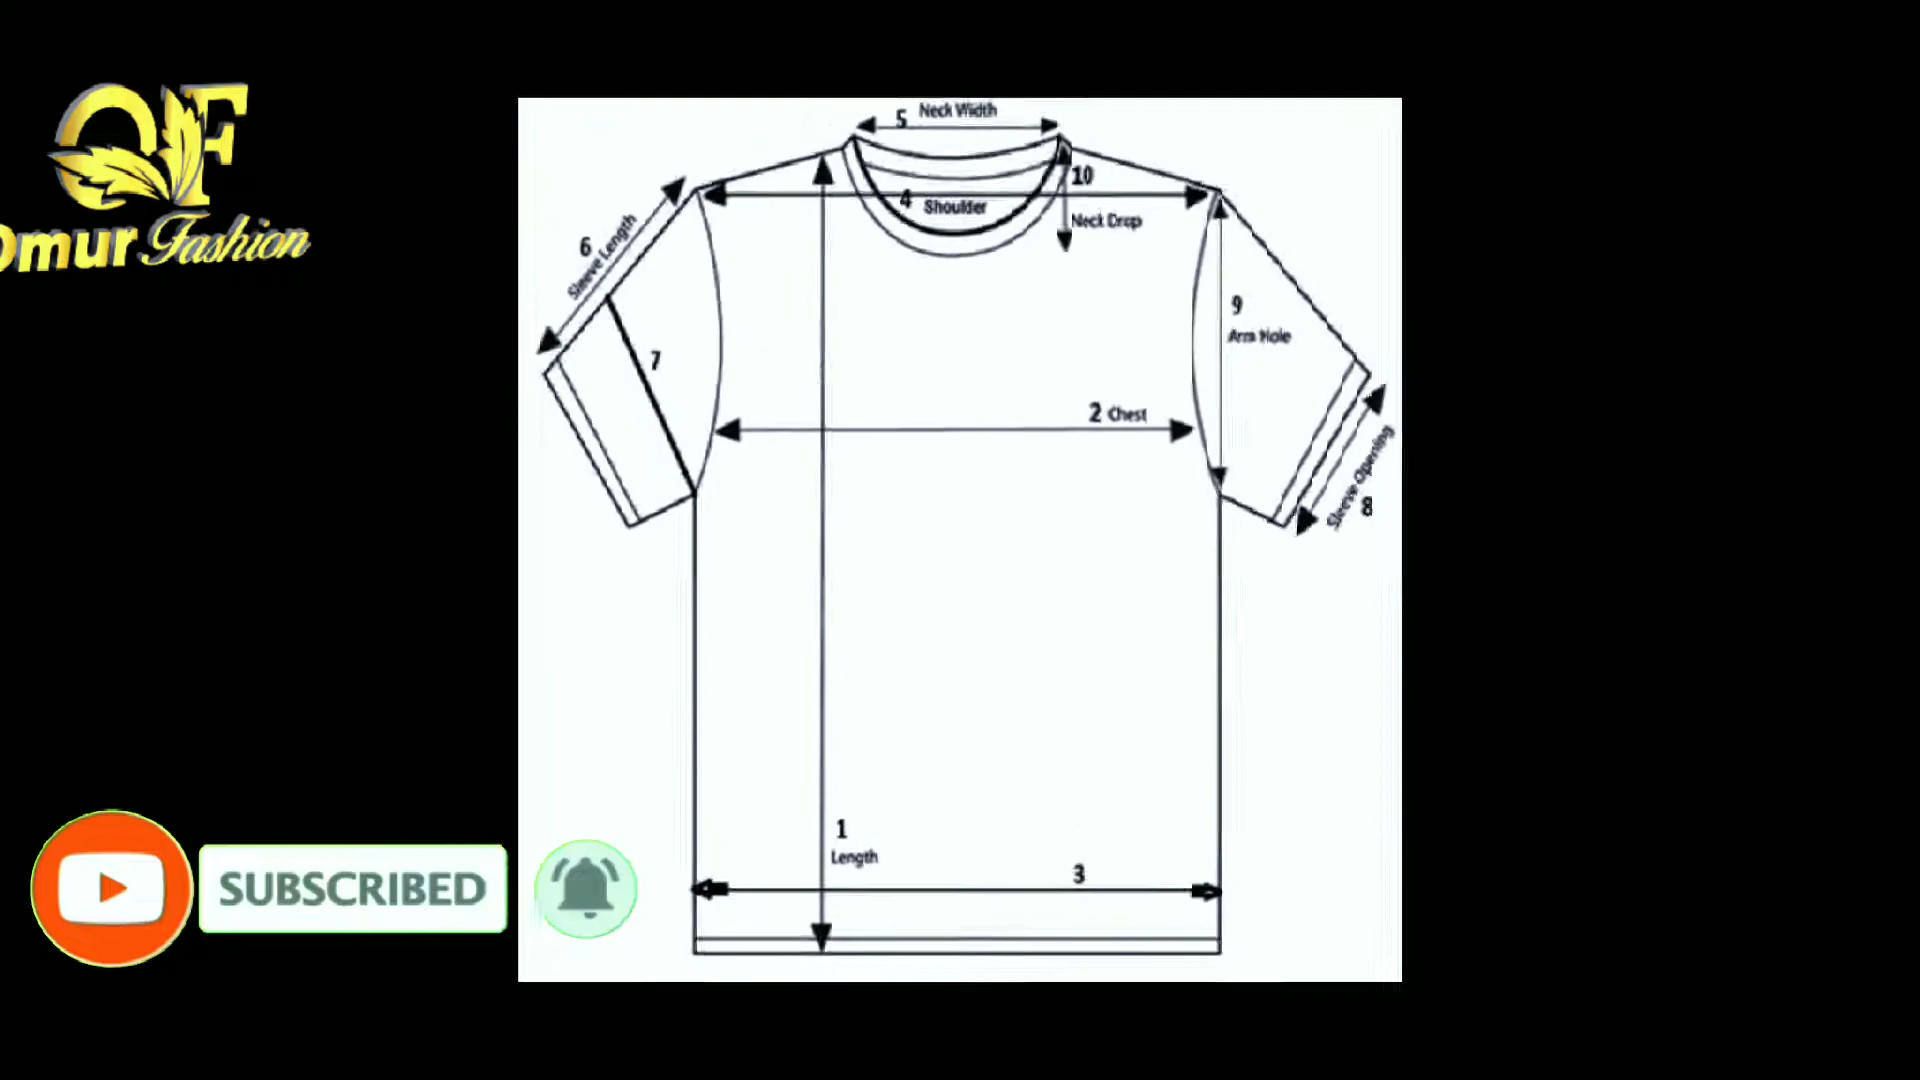 OF
Omur Fashion
5 Neck Width
10
4 Shoulder
Neck Drop
6
Sleeve Length
9
Arm Hole
7
2 Chest
Sleeve Opening
8
1
Length
3
SUBSCRIBED